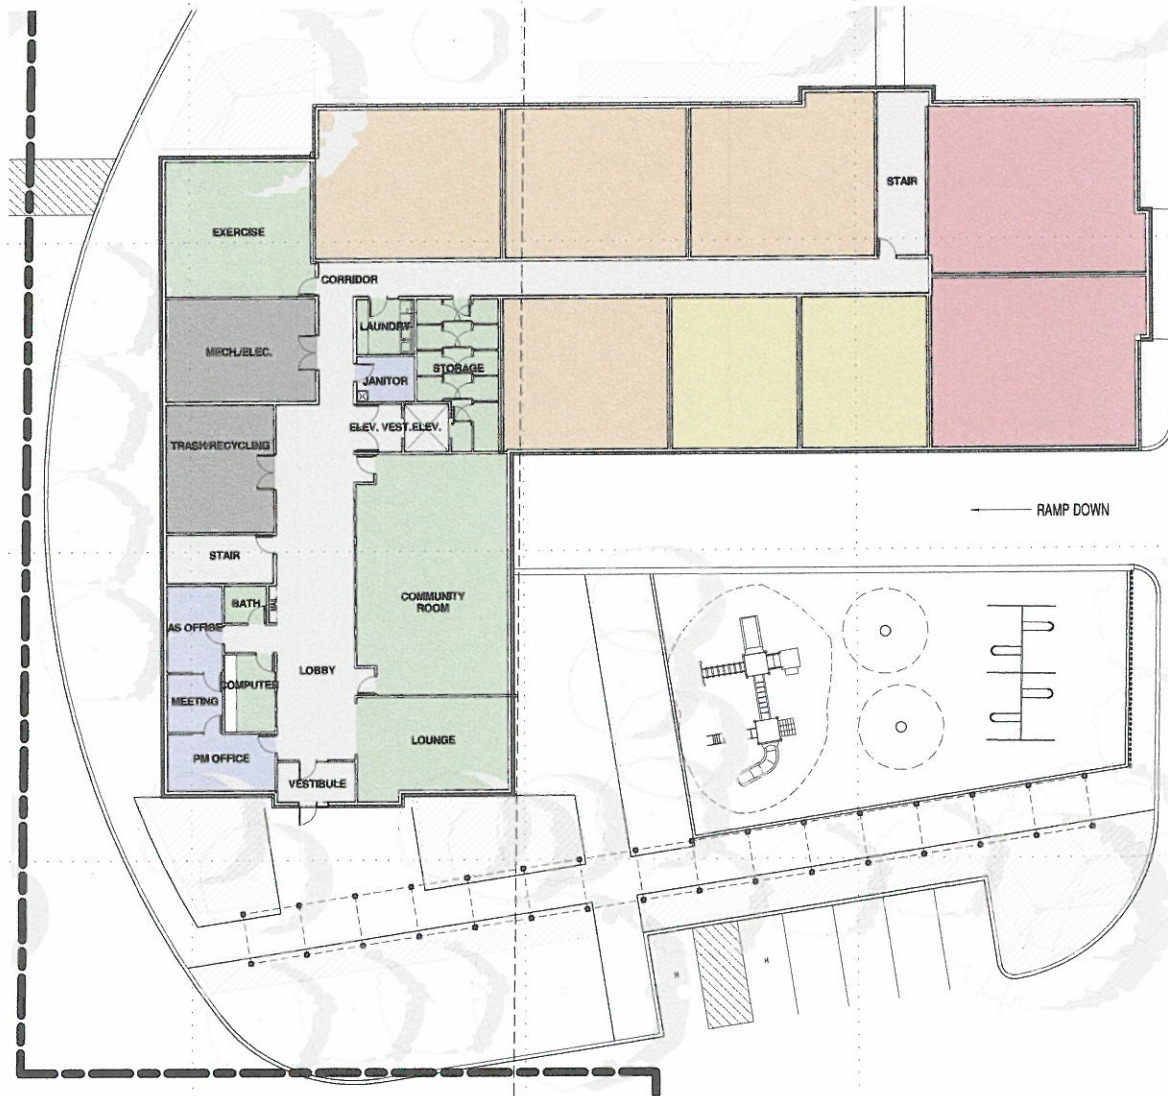 STAIR
EXERCISE
CORRIDOR
LAUNDRY
MECH./ELEC.
STORAGE
JANITOR
ELEV. VEST.
ELEV.
TRASH/RECYCLING
RAMP DOWN
STAIR
BATH
MAIL
COMMUNITY
ROOM
AS OFFICE
LOBBY
COMPUTER
MEETING
LOUNGE
PM OFFICE
VESTIBULE
H
H